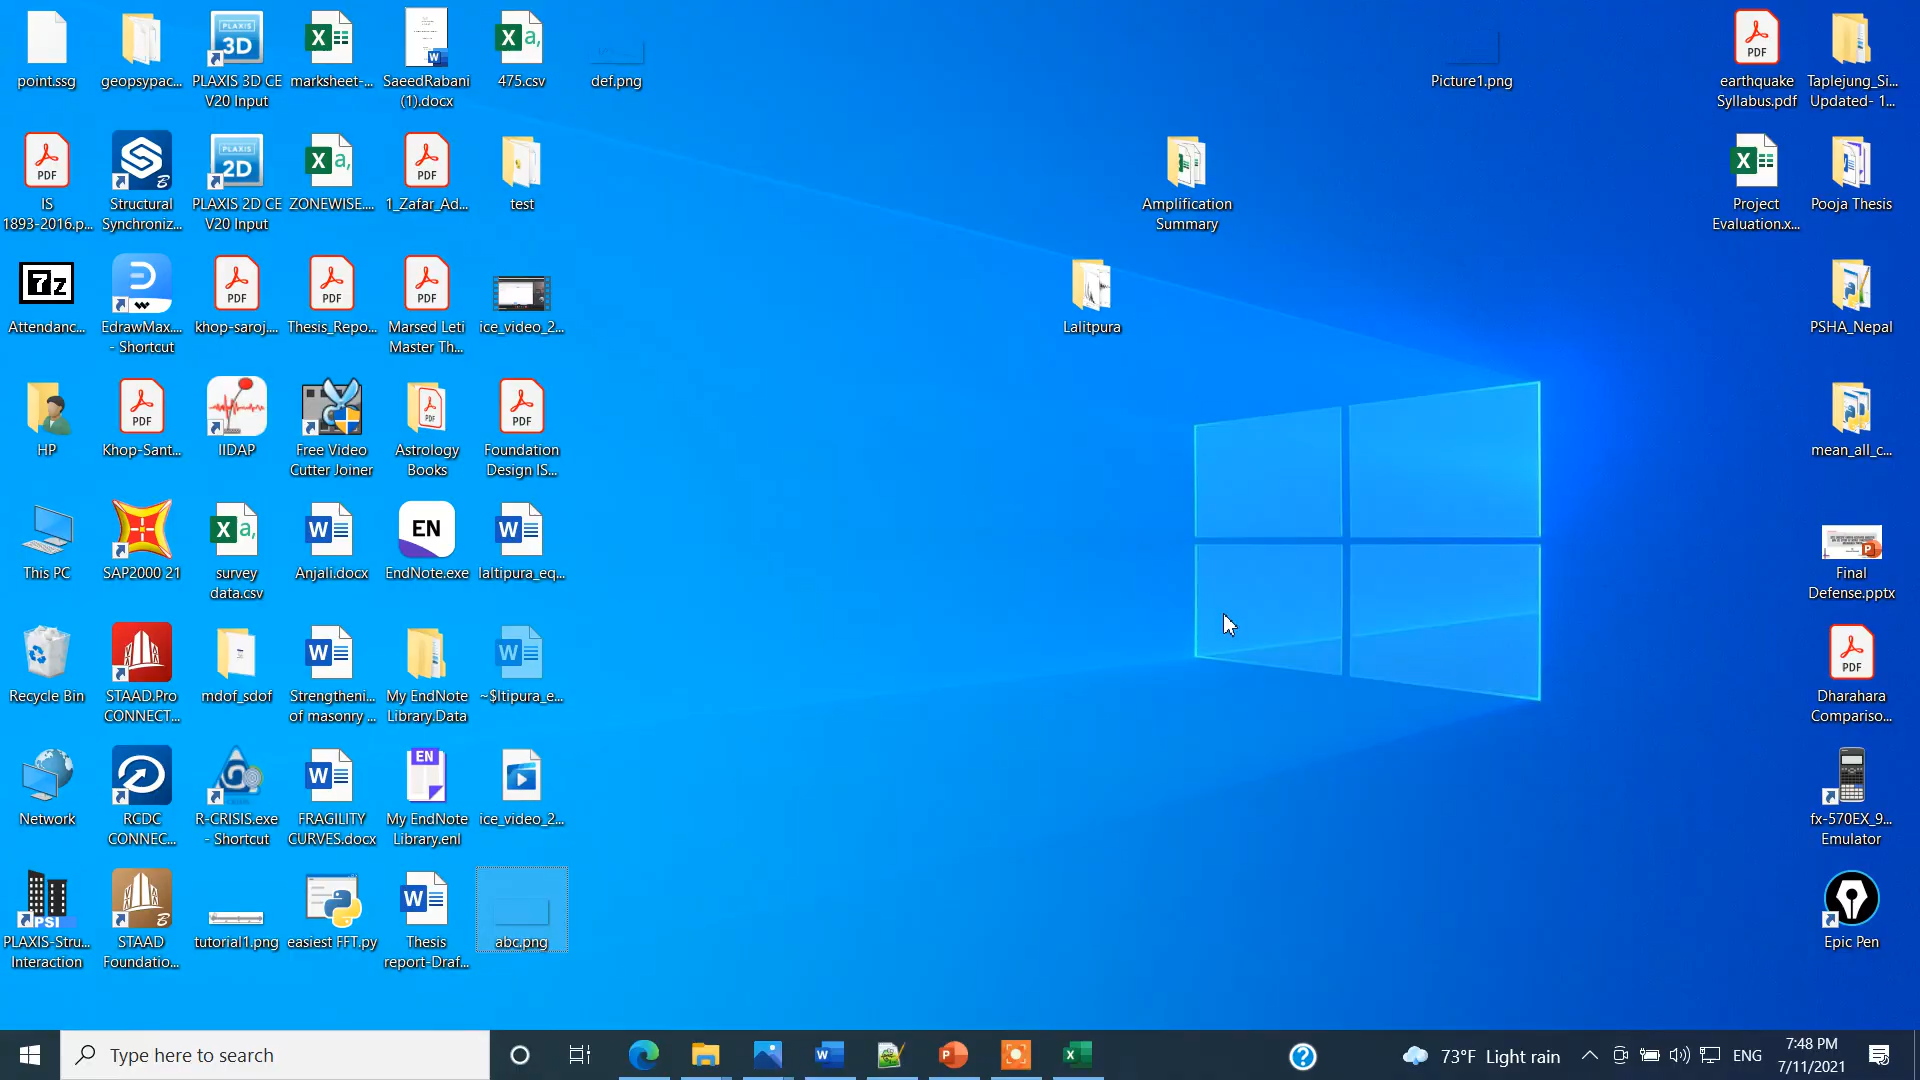 point.ssg
geopsypac...
PLAXIS 3D CE
V20 Input
marksheet-...
SaeedRabani
(1).docx
475.csv
def.png
Picture1.png
earthquake
Syllabus.pdf
Taplejung_Si...
Updated- 1...
IS
1893-2016.p...
Structural
Synchroniz...
PLAXIS 2D CE
V20 Input
ZONEWISE....
1_Zafar_Ad...
test
Amplification
Summary
Project
Evaluation.x...
Pooja Thesis
Attendanc...
EdrawMax....
- Shortcut
khop-saroj....
Thesis_Repo...
Marsed Leti
Master Th...
ice_video_2...
Lalitpura
PSHA_Nepal
HP
Khop-Sant...
IIDAP
Free Video
Cutter Joiner
Astrology
Books
Foundation
Design IS...
mean_all_c...
This PC
SAP2000 21
survey
data.csv
Anjali.docx
EndNote.exe
laltipura_eq...
Final
Defense.pptx
Recycle Bin
STAAD.Pro
CONNECT...
mdof_sdof
Strengtheni...
of masonry ...
My EndNote
Library.Data
~$ltipura_e...
Dharahara
Compariso...
Network
RCDC
CONNEC...
R-CRISIS.exe
- Shortcut
FRAGILITY
CURVES.docx
My EndNote
Library.enl
ice_video_2...
fx-570EX_9...
Emulator
PLAXIS-Stru...
Interaction
STAAD
Foundatio...
tutorial1.png
easiest FFT.py
Thesis
report-Draf...
abc.png
Epic Pen
Type here to search
73°F Light rain
ENG
7:48 PM
7/11/2021